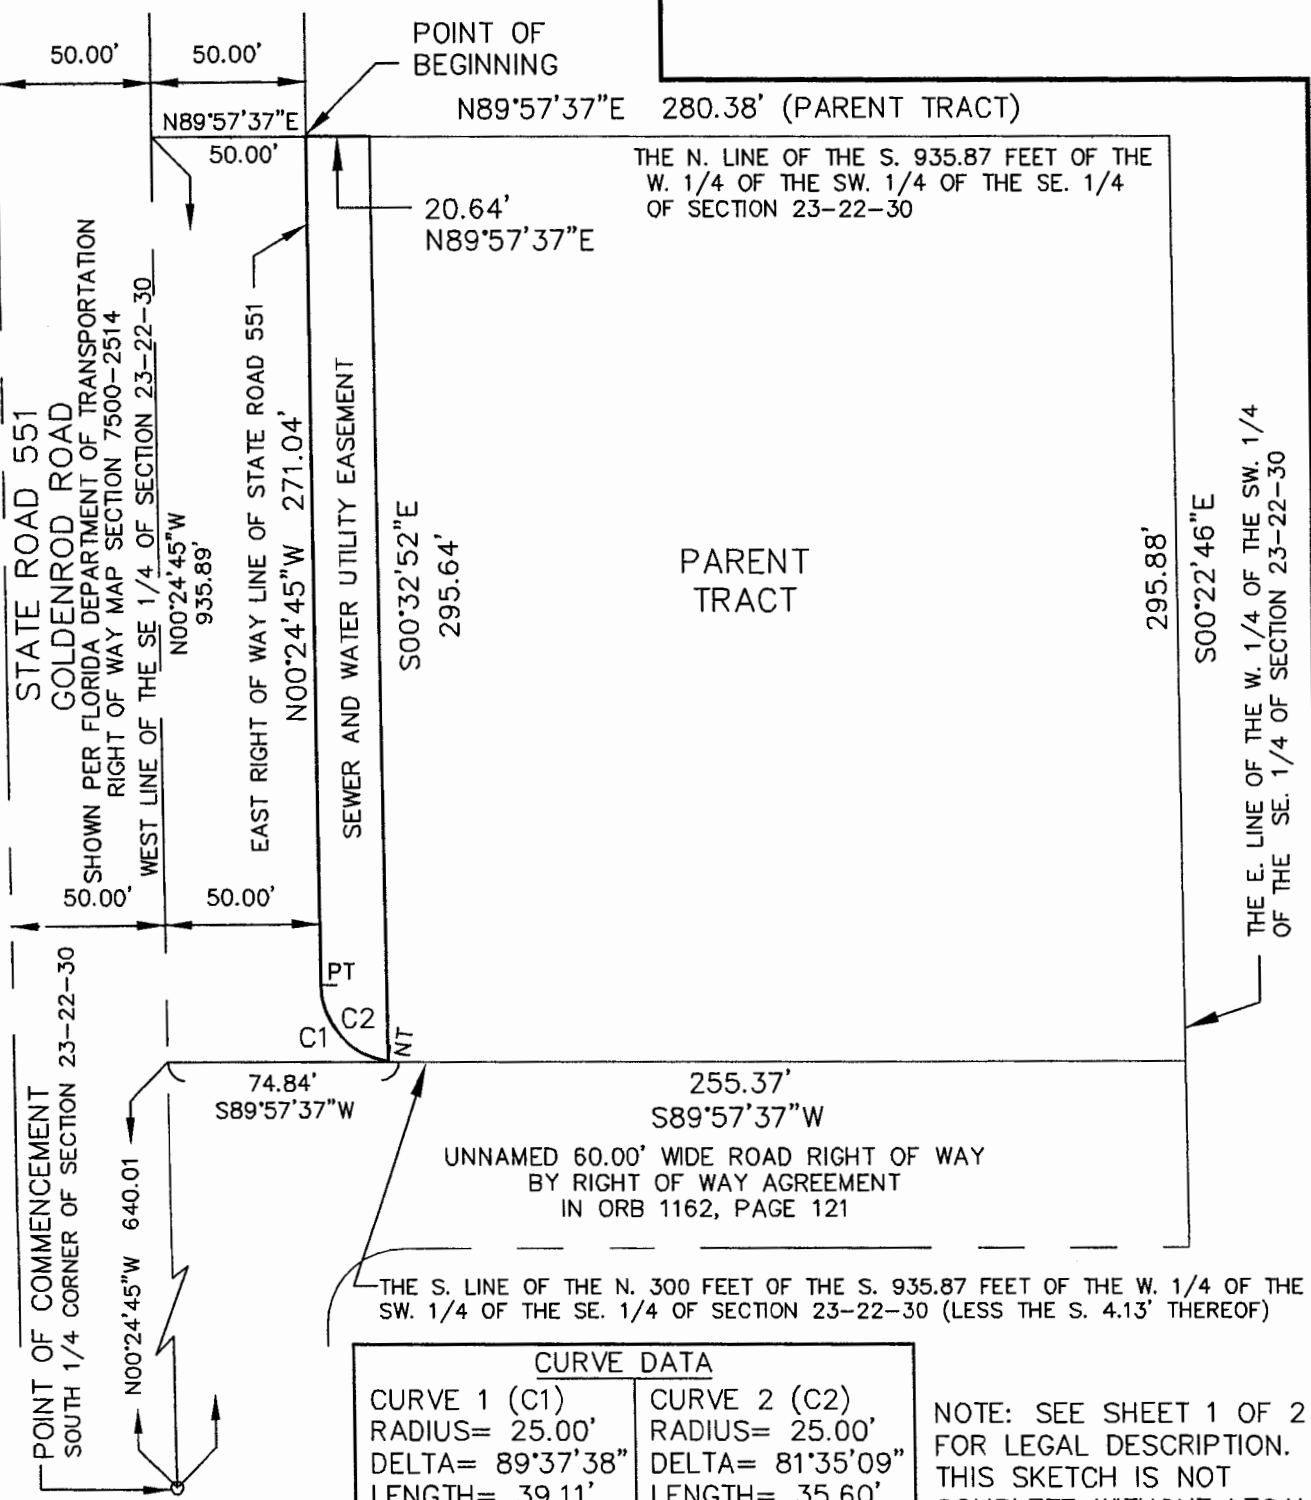 POINT OF
BEGINNING
50.00'
50.00'
N89°57'37"E 280.38' (PARENT TRACT)
N89°57'37"E
50.00'
THE N. LINE OF THE S. 935.87 FEET OF THE
W. 1/4 OF THE SW. 1/4 OF THE SE. 1/4
OF SECTION 23-22-30
20.64'
N89°57'37"E
STATE ROAD 551
GOLDENROD ROAD
SHOWN PER FLORIDA DEPARTMENT OF TRANSPORTATION
RIGHT OF WAY MAP SECTION 7500-2514
WEST LINE OF THE SE 1/4 OF SECTION 23-22-30
N00°24'45"W
935.89'
EAST RIGHT OF WAY LINE OF STATE ROAD 551
N00°24'45"W 271.04'
SEWER AND WATER UTILITY EASEMENT
S00°32'52"E
295.64'
PARENT
TRACT
295.88'
S00°22'46"E
THE E. LINE OF THE W. 1/4 OF THE SW. 1/4
OF THE SE. 1/4 OF SECTION 23-22-30
50.00'
50.00'
PT
C2
C1
NT
74.84'
S89°57'37"W
255.37'
S89°57'37"W
UNNAMED 60.00' WIDE ROAD RIGHT OF WAY
BY RIGHT OF WAY AGREEMENT
IN ORB 1162, PAGE 121
POINT OF COMMENCEMENT
SOUTH 1/4 CORNER OF SECTION 23-22-30
N00°24'45"W 640.01
THE S. LINE OF THE N. 300 FEET OF THE S. 935.87 FEET OF THE W. 1/4 OF THE
SW. 1/4 OF THE SE. 1/4 OF SECTION 23-22-30 (LESS THE S. 4.13' THEREOF)
CURVE DATA
CURVE 1 (C1)
RADIUS= 25.00'
DELTA= 89°37'38"
LENGTH= 39.11'
CURVE 2 (C2)
RADIUS= 25.00'
DELTA= 81°35'09"
LENGTH= 35.60'
NOTE: SEE SHEET 1 OF 2
FOR LEGAL DESCRIPTION.
THIS SKETCH IS NOT